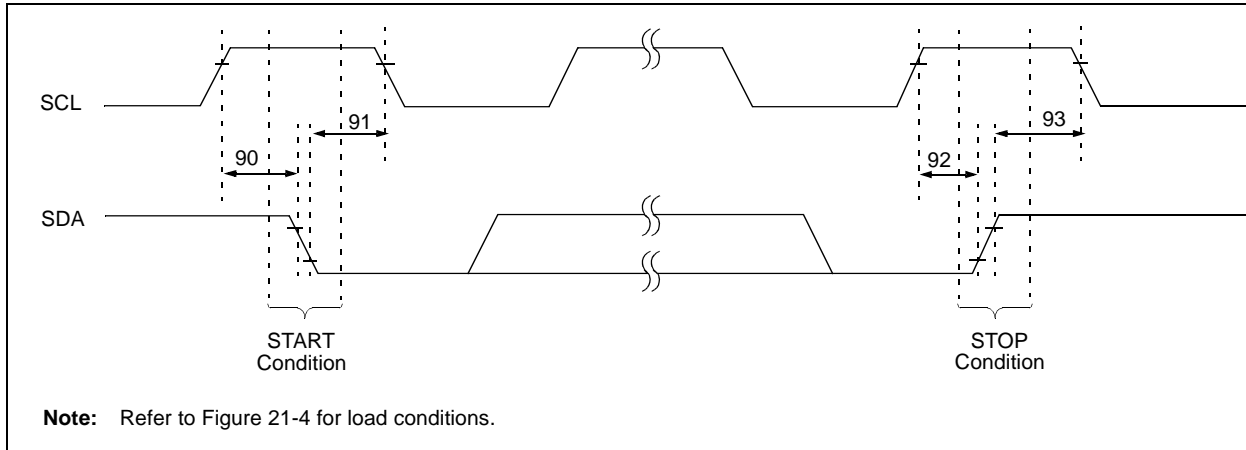 SCL
91
93
90
92
SDA
START
Condition
STOP
Condition
Note: Refer to Figure 21-4 for load conditions.